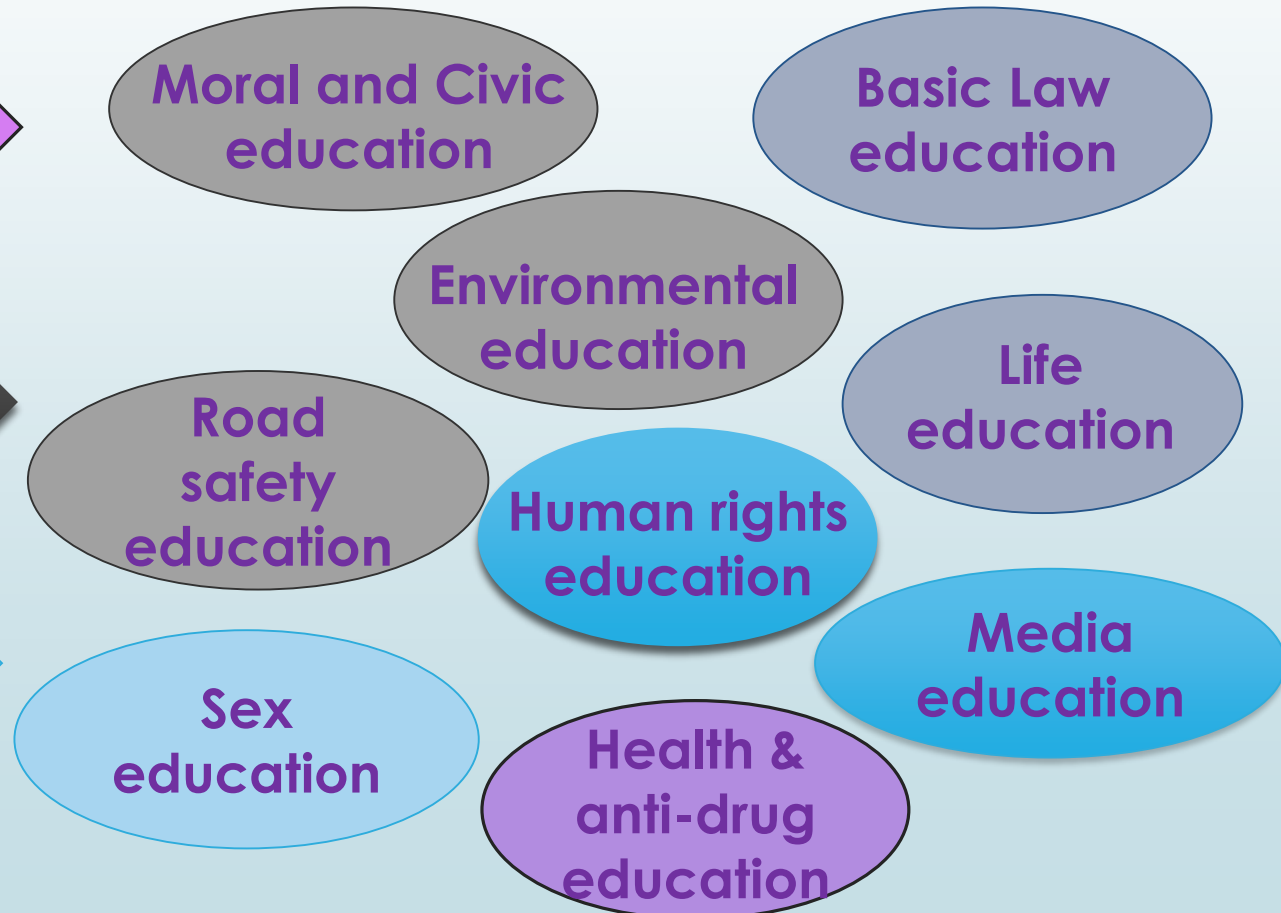 Moral and Civic
education
Basic Law
education
Environmental
education
Life
education
Road
safety
education
Human rights
education
Media
education
Sex
education
Health &
anti-drug
education